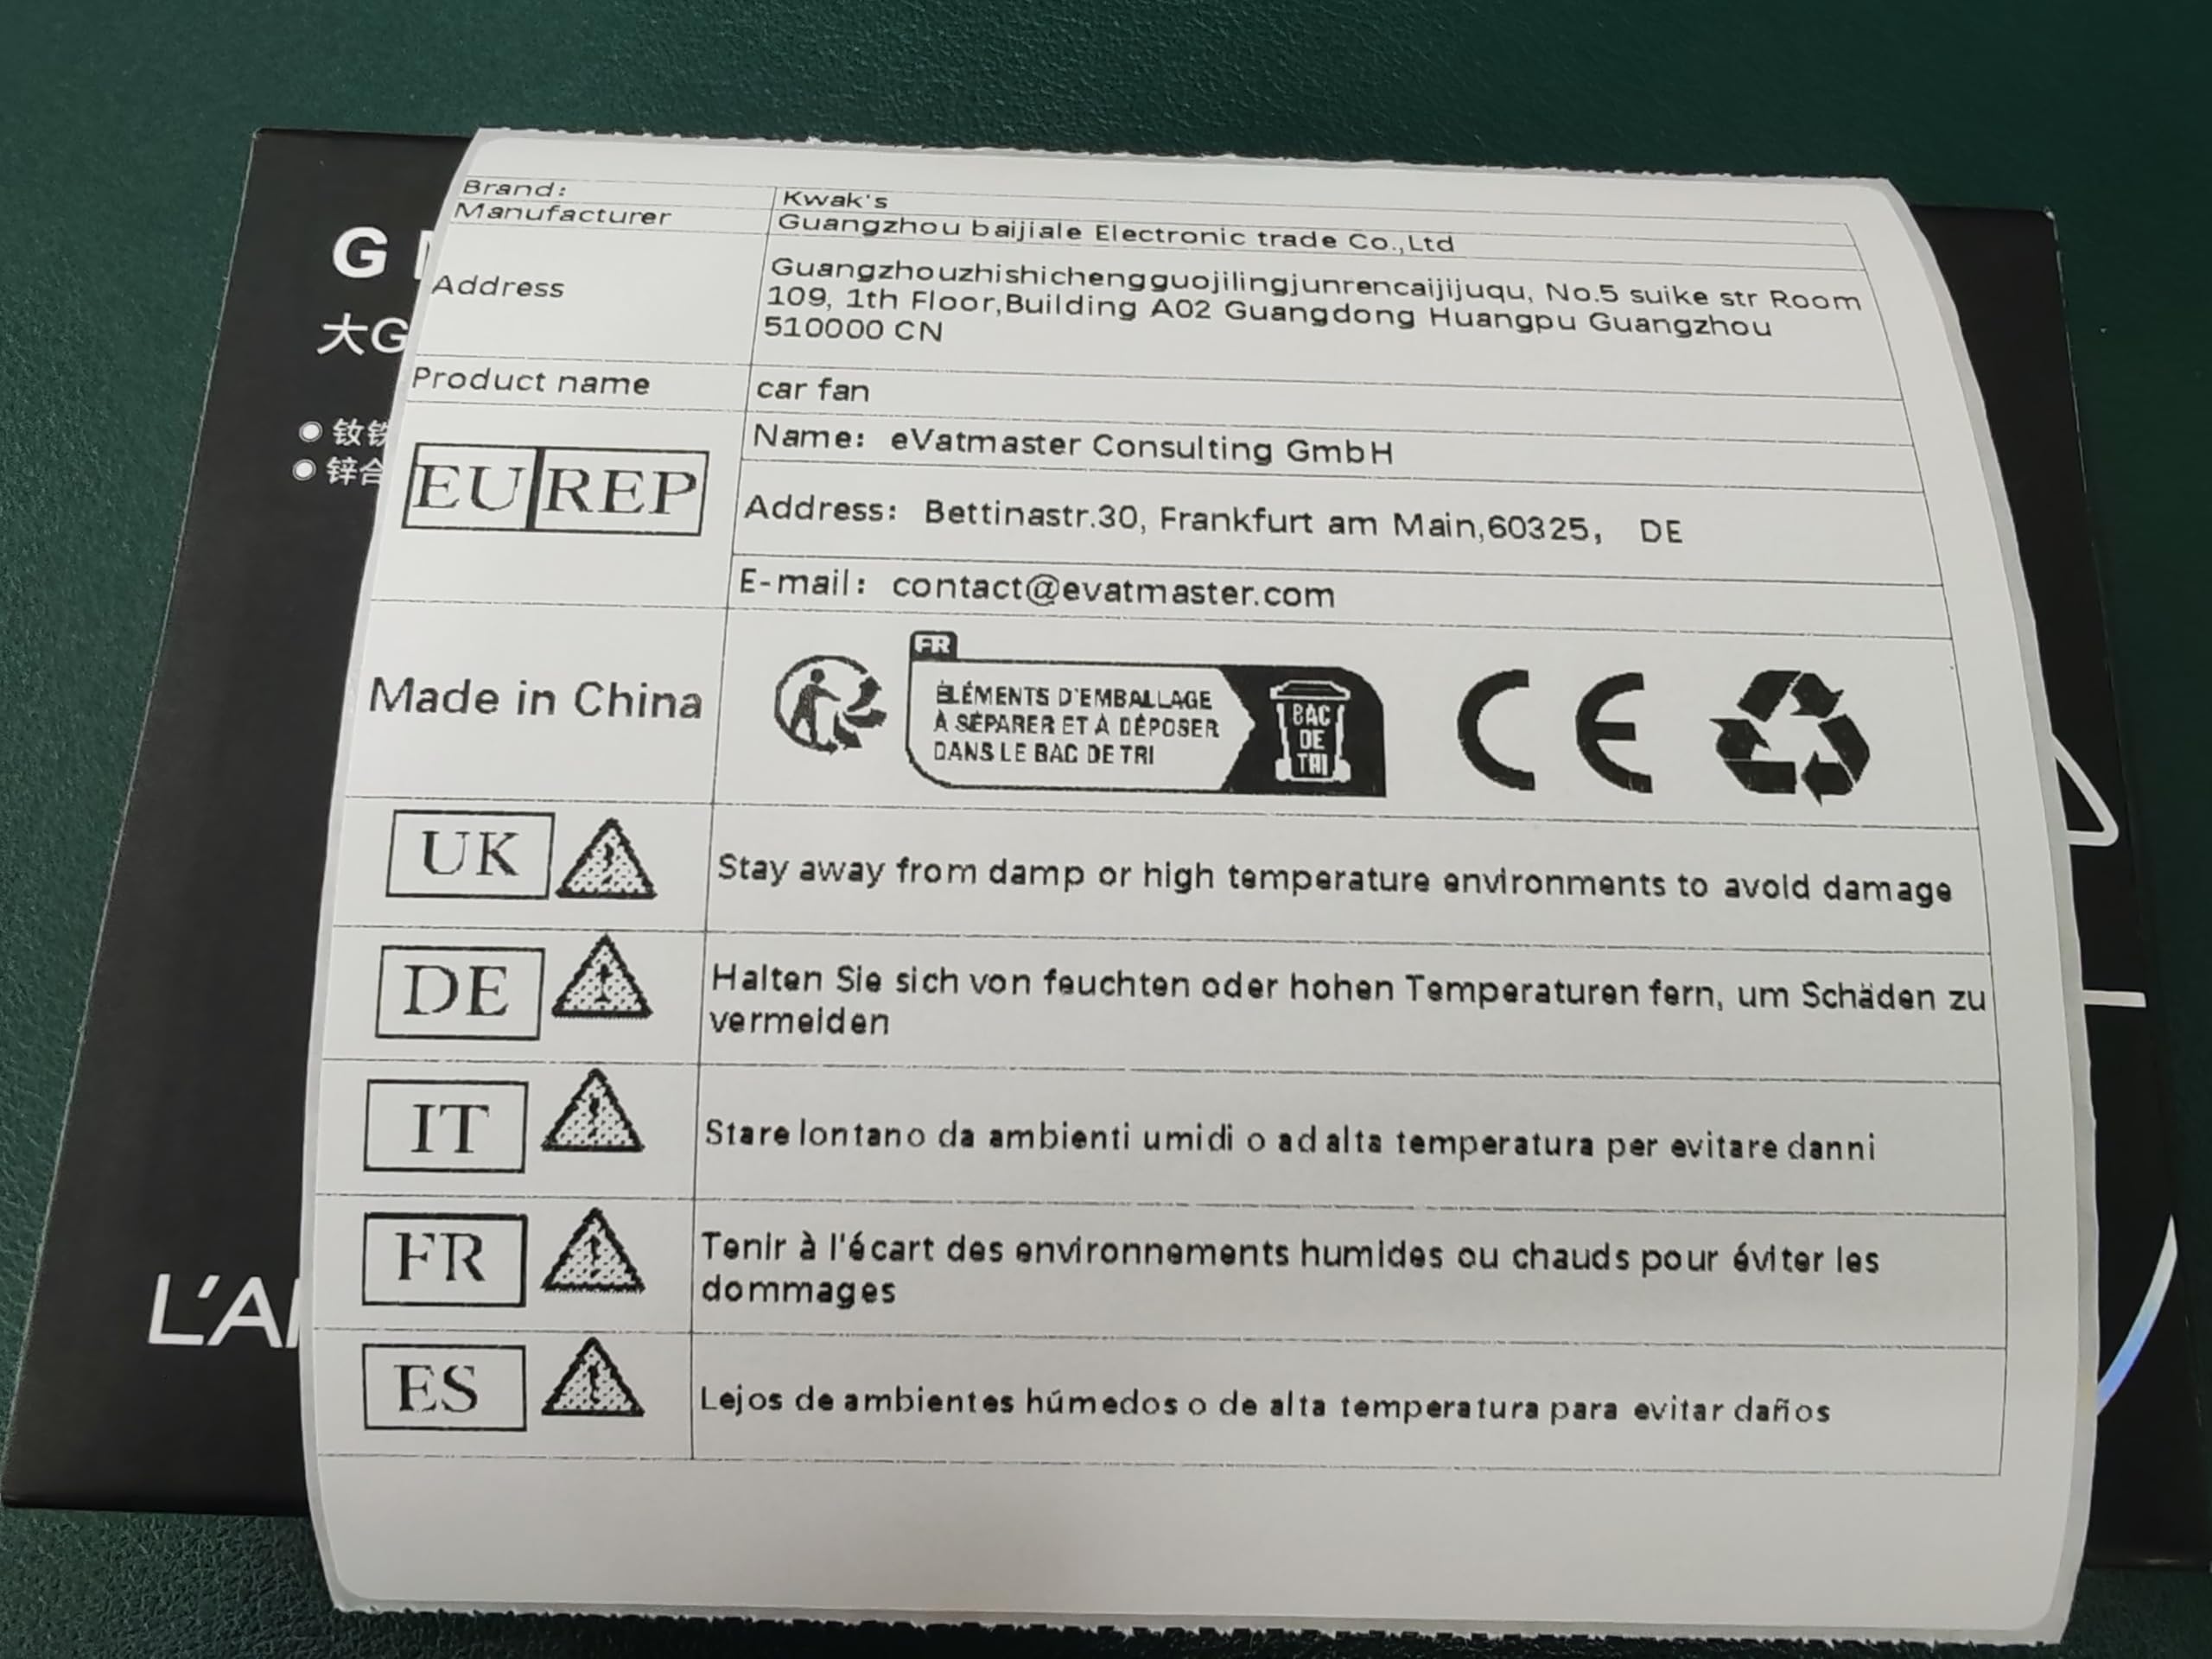 Brand: Kwak's
Manufacturer Guangzhou baijiale Electronic trade Co.,Ltd
Address Guangzhouzhishichengguojilingjunrencaijijuqu, No.5 suike str Room
109, 1th Floor,Building A02 Guangdong Huangpu Guangzhou
510000 CN
Product name car fan
EU REP
Name: eVatmaster Consulting GmbH
Address: Bettinastr.30, Frankfurt am Main,60325, DE
E-mail: contact@evatmaster.com
Made in China
FR
ÉLÉMENTS D'EMBALLAGE
À SÉPARER ET À DÉPOSER
DANS LE BAC DE TRI
BAC
DE
TRI
CE
UK Stay away from damp or high temperature environments to avoid damage
DE Halten Sie sich von feuchten oder hohen Temperaturen fern, um Schäden zu
vermeiden
IT Stare lontano da ambienti umidi o ad alta temperatura per evitare danni
FR Tenir à l'écart des environnements humides ou chauds pour éviter les
dommages
ES Lejos de ambientes húmedos o de alta temperatura para evitar daños
G
大G
钕铁
锌合
L'A